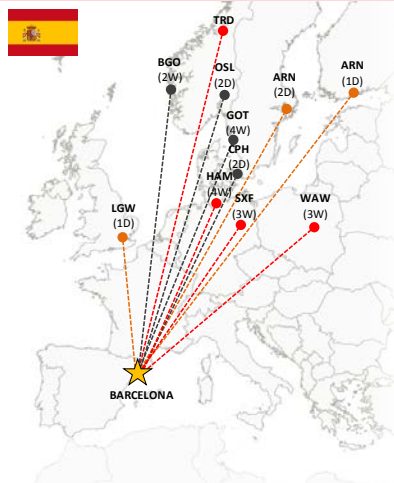 TRD
BGO
(2W)
OSL
(2D)
ARN
(2D)
ARN
(1D)
GOT
(4W)
CPH
(2D)
HAM
(4W)
SXF
(3W)
WAW
(3W)
LGW
(1D)
BARCELONA